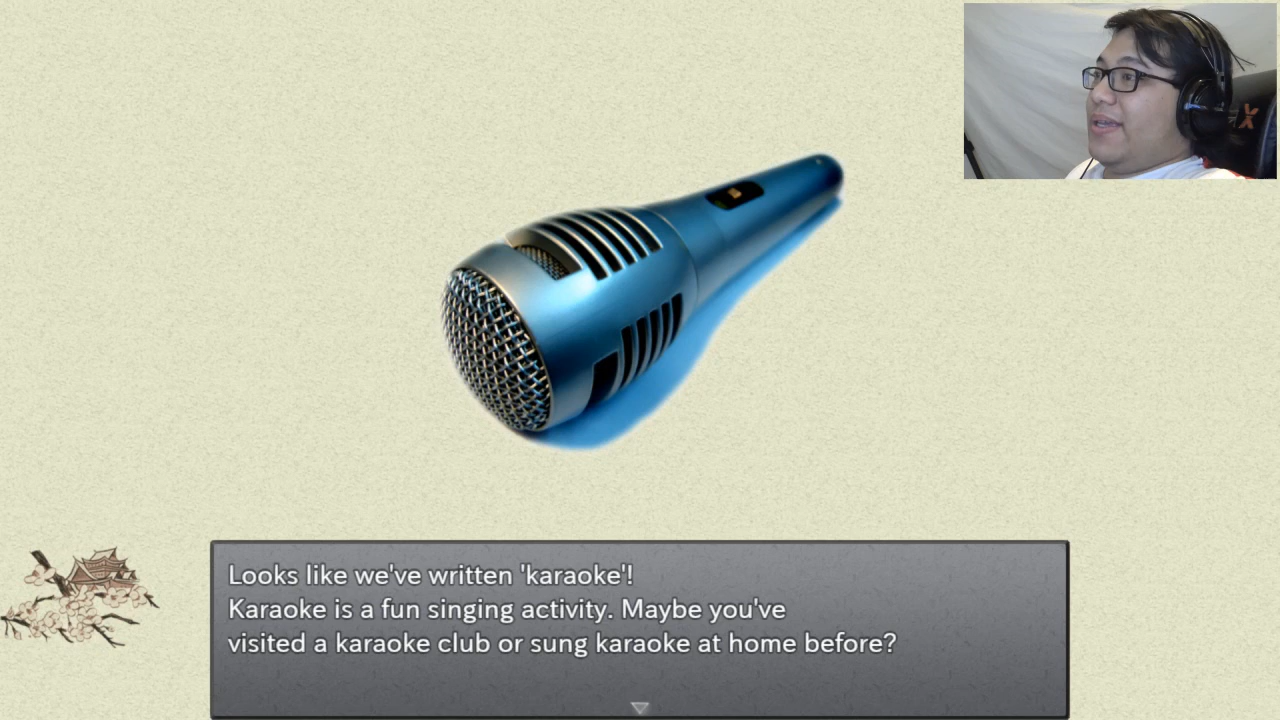 Looks like we've written 'karaoke'!
Karaoke is a fun singing activity. Maybe you've
visited a karaoke club or sung karaoke at home before?